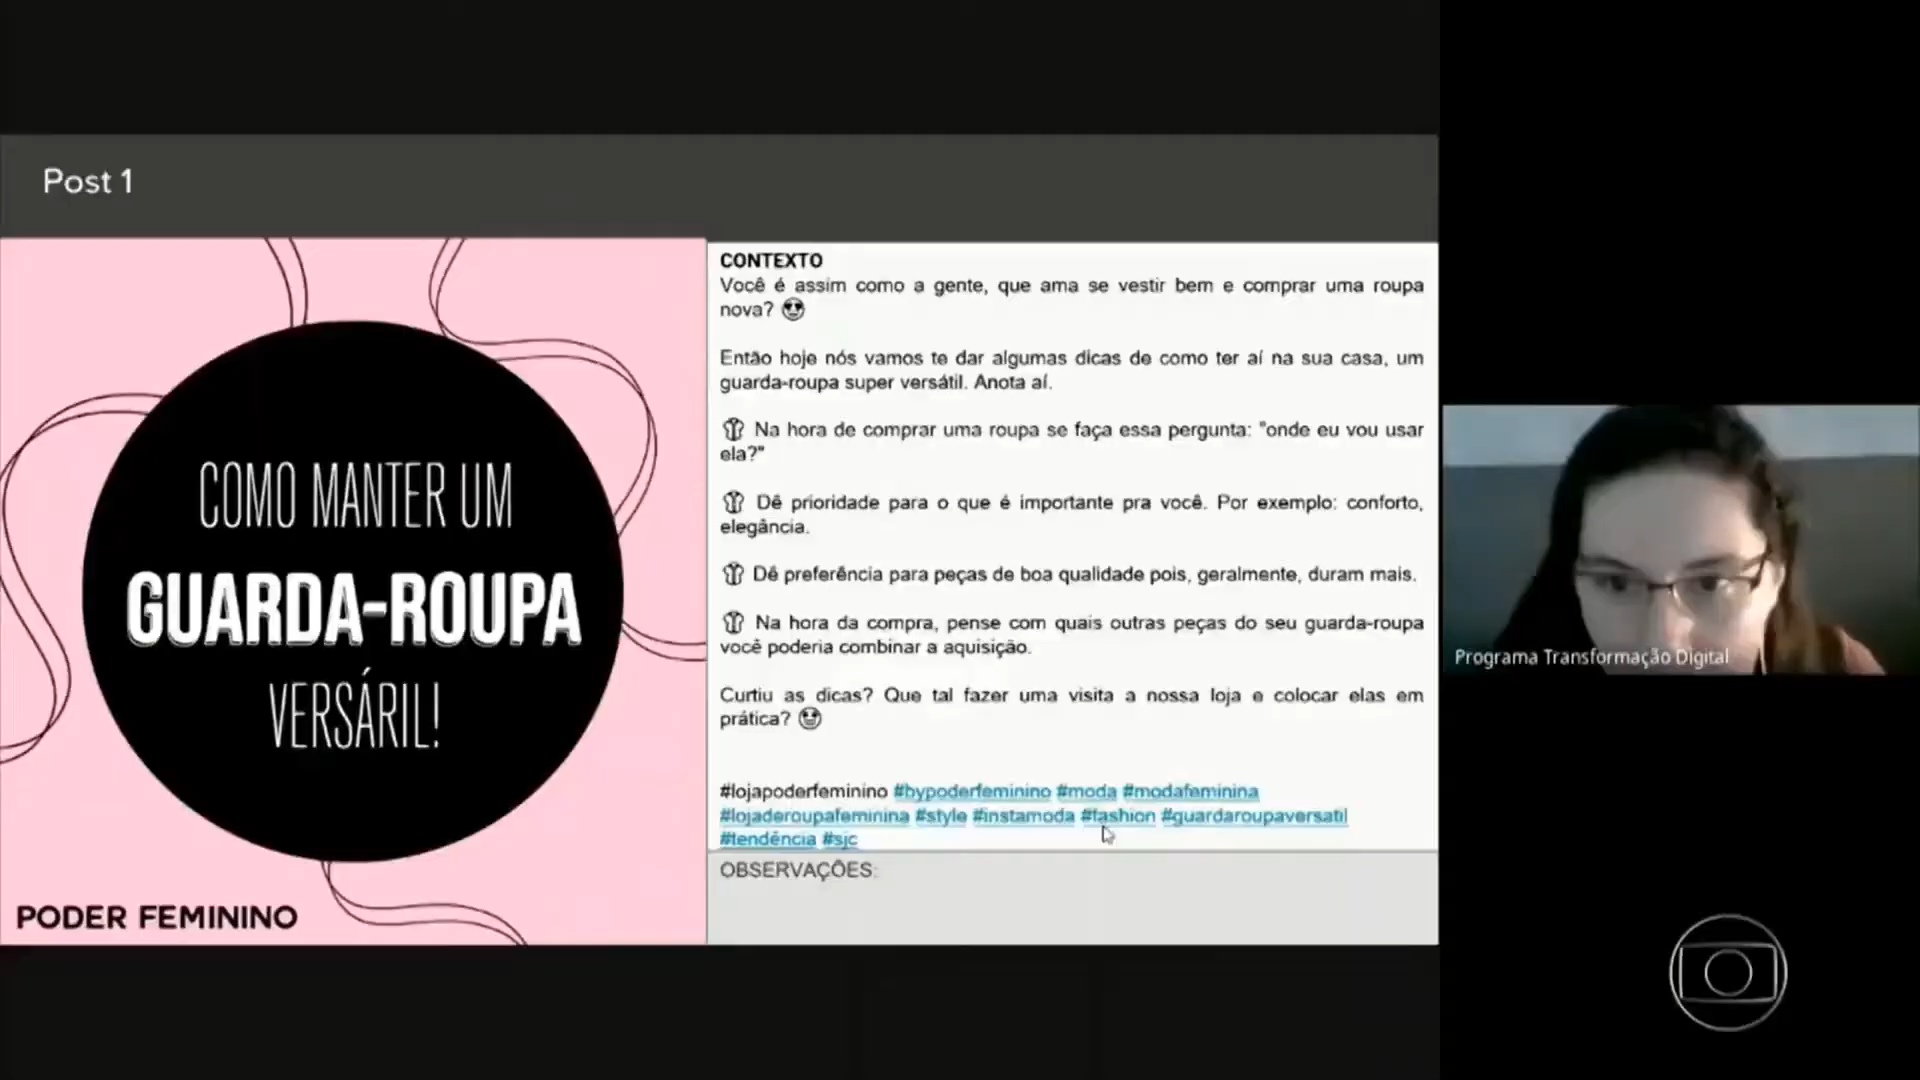 Post 1
COMO MANTER UM
GUARDA-ROUPA
VERSÁRIL!
PODER FEMININO
CONTEXTO
Você é assim como a gente, que ama se vestir bem e comprar uma roupa
nova? 😍
Então hoje nós vamos te dar algumas dicas de como ter aí na sua casa, um
guarda-roupa super versátil. Anota aí.
👚 Na hora de comprar uma roupa se faça essa pergunta: "onde eu vou usar
ela?"
👚 Dê prioridade para o que é importante pra você. Por exemplo: conforto,
elegância.
👚 Dê preferência para peças de boa qualidade pois, geralmente, duram mais.
👚 Na hora da compra, pense com quais outras peças do seu guarda-roupa
você poderia combinar a aquisição.
Curtiu as dicas? Que tal fazer uma visita a nossa loja e colocar elas em
prática? 😍
#lojapoderfeminino #bypoderfeminino #moda #modafeminina
#lojaderoupafeminina #style #instamoda #fashion #guardaroupaversatil
#tendência #sjc
OBSERVAÇÕES:
Programa Transformação Digital